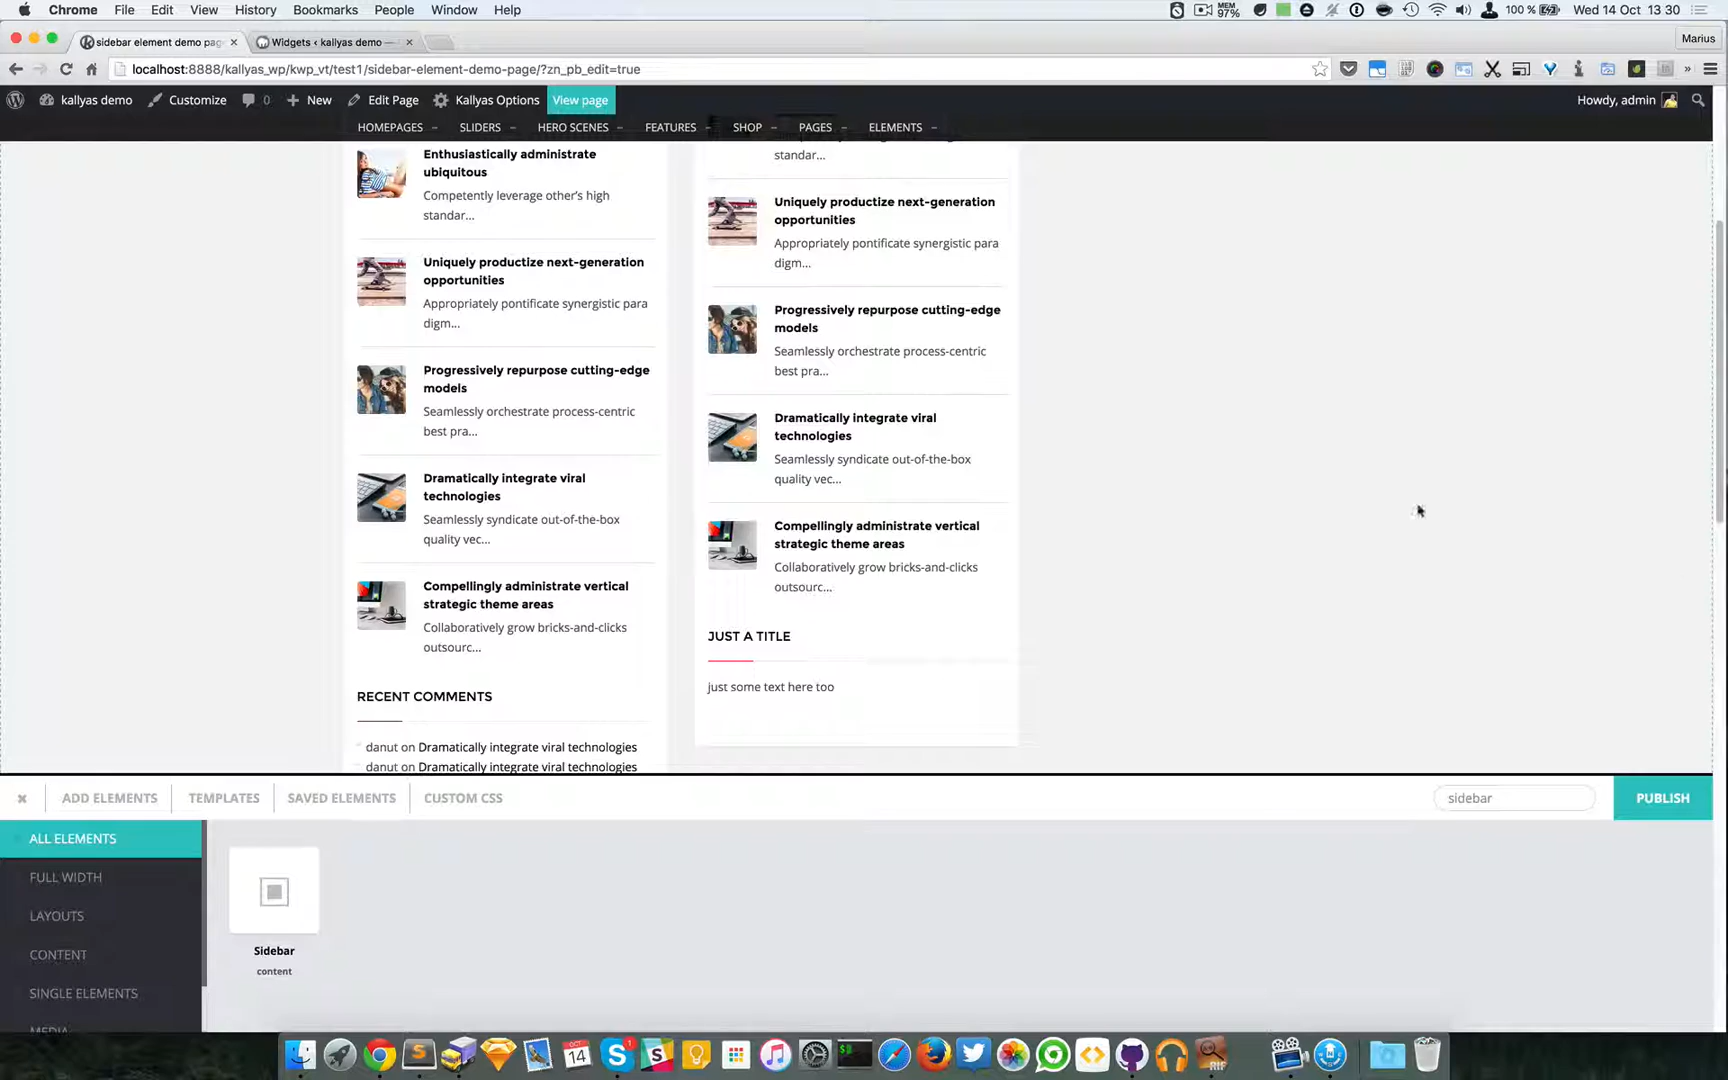 Chrome File Edit View History Bookmarks People Window Help MEM 97% 100 % Wed 14 Oct 13 30
sidebar element demo pag Widgets ‹ kallyas demo — Marius
localhost:8888/kallyas_wp/kwp_vt/test1/sidebar-element-demo-page/?zn_pb_edit=true
kallyas demo Customize 0 New Edit Page Kallyas Options View page Howdy, admin
HOMEPAGES SLIDERS HERO SCENES FEATURES SHOP PAGES ELEMENTS
Enthusiastically administrate
ubiquitous
Competently leverage other's high
standar...
Uniquely productize next-generation
opportunities
Appropriately pontificate synergistic para
digm...
Progressively repurpose cutting-edge
models
Seamlessly orchestrate process-centric
best pra...
Dramatically integrate viral
technologies
Seamlessly syndicate out-of-the-box
quality vec...
Compellingly administrate vertical
strategic theme areas
Collaboratively grow bricks-and-clicks
outsourc...
RECENT COMMENTS
danut on Dramatically integrate viral technologies
danut on Dramatically integrate viral technologies
standar...
Uniquely productize next-generation
opportunities
Appropriately pontificate synergistic para
digm...
Progressively repurpose cutting-edge
models
Seamlessly orchestrate process-centric
best pra...
Dramatically integrate viral
technologies
Seamlessly syndicate out-of-the-box
quality vec...
Compellingly administrate vertical
strategic theme areas
Collaboratively grow bricks-and-clicks
outsourc...
JUST A TITLE
just some text here too
ADD ELEMENTS TEMPLATES SAVED ELEMENTS CUSTOM CSS sidebar PUBLISH
ALL ELEMENTS
FULL WIDTH
LAYOUTS
CONTENT
SINGLE ELEMENTS
MEDIA
Sidebar
content